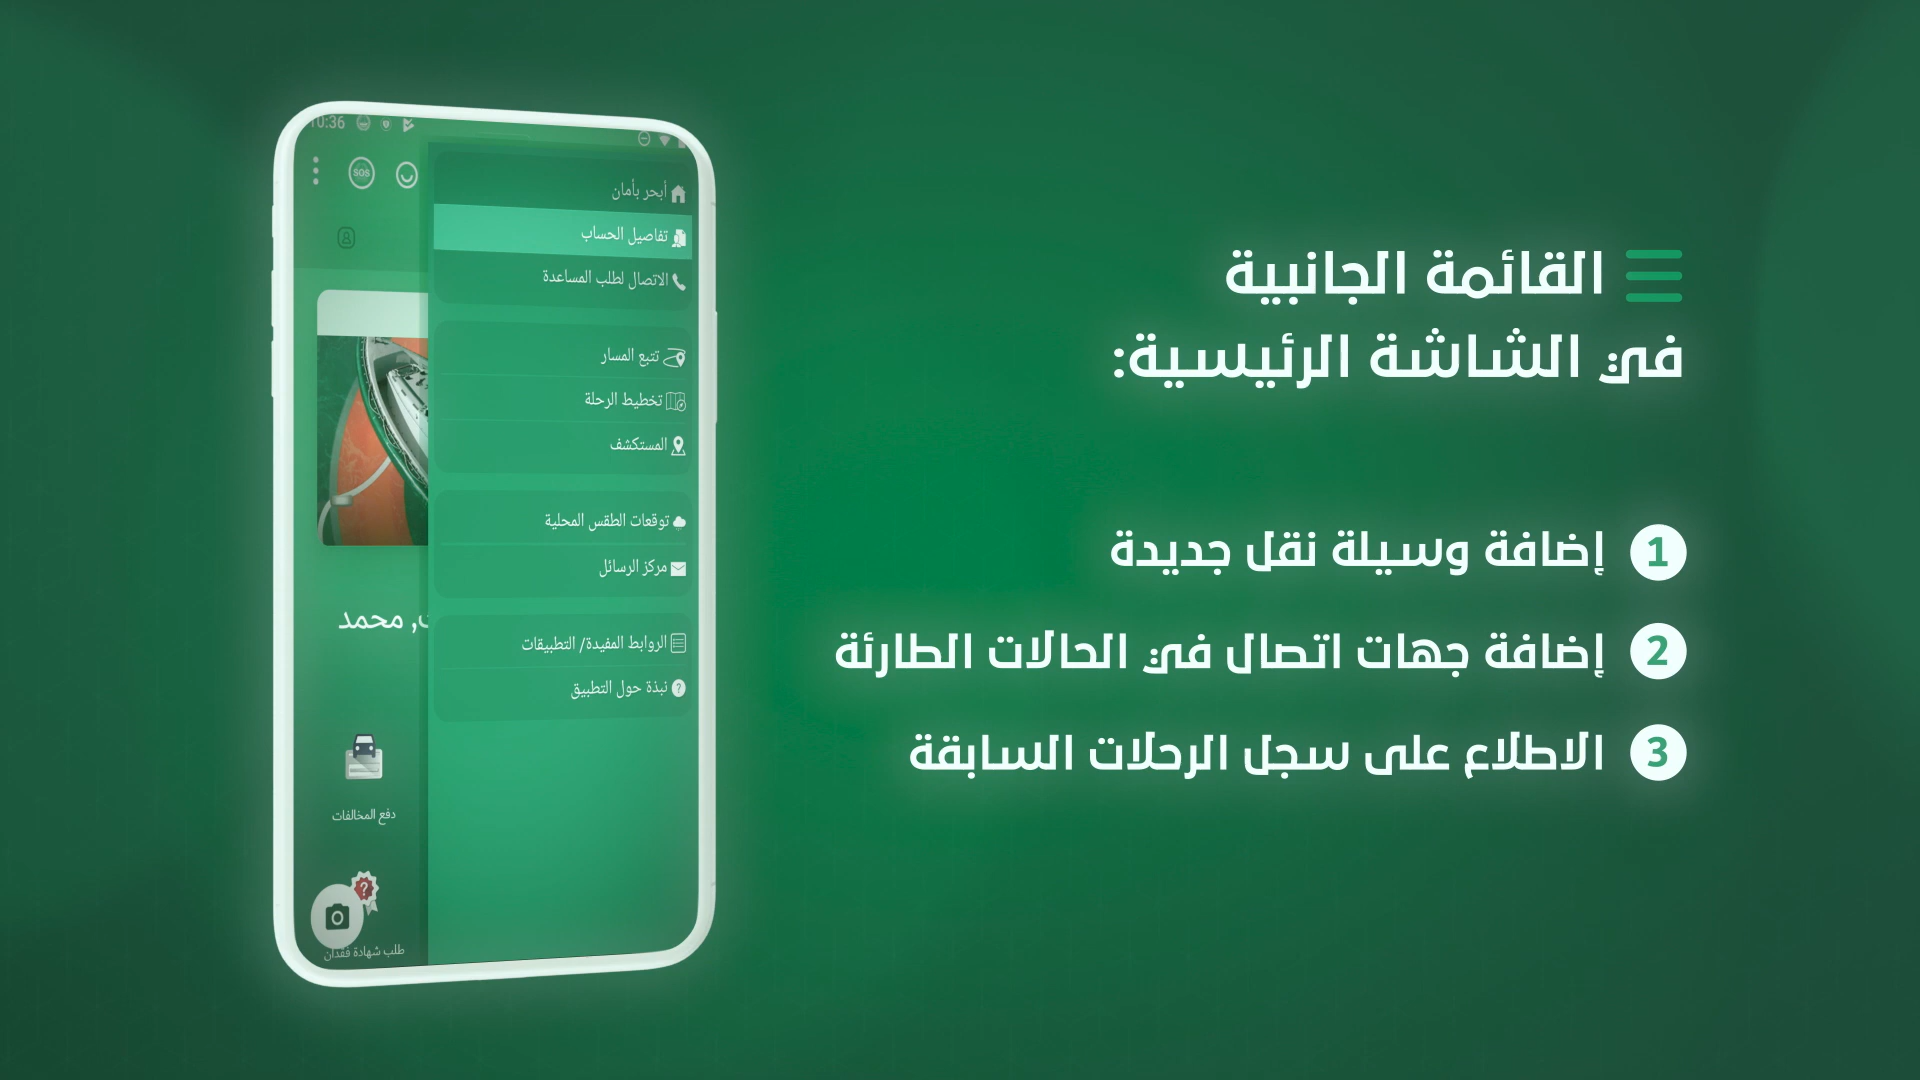 القائمة الجانبية
في الشاشة الرئيسية:
1 إضافة وسيلة نقل جديدة
2 إضافة جهات اتصال في الحالات الطارئة
3 الاطلاع على سجل الرحلات السابقة
10:36
SOS
أبحر بأمان
تفاصيل الحساب
الاتصال لطلب المساعدة
تتبع المسار
تخطيط الرحلة
المستكشف
توقعات الطقس المحلية
مركز الرسائل
الروابط المفيدة/ التطبيقات
نبذة حول التطبيق
محمد
دفع المخالفات
طلب شهادة فقدان